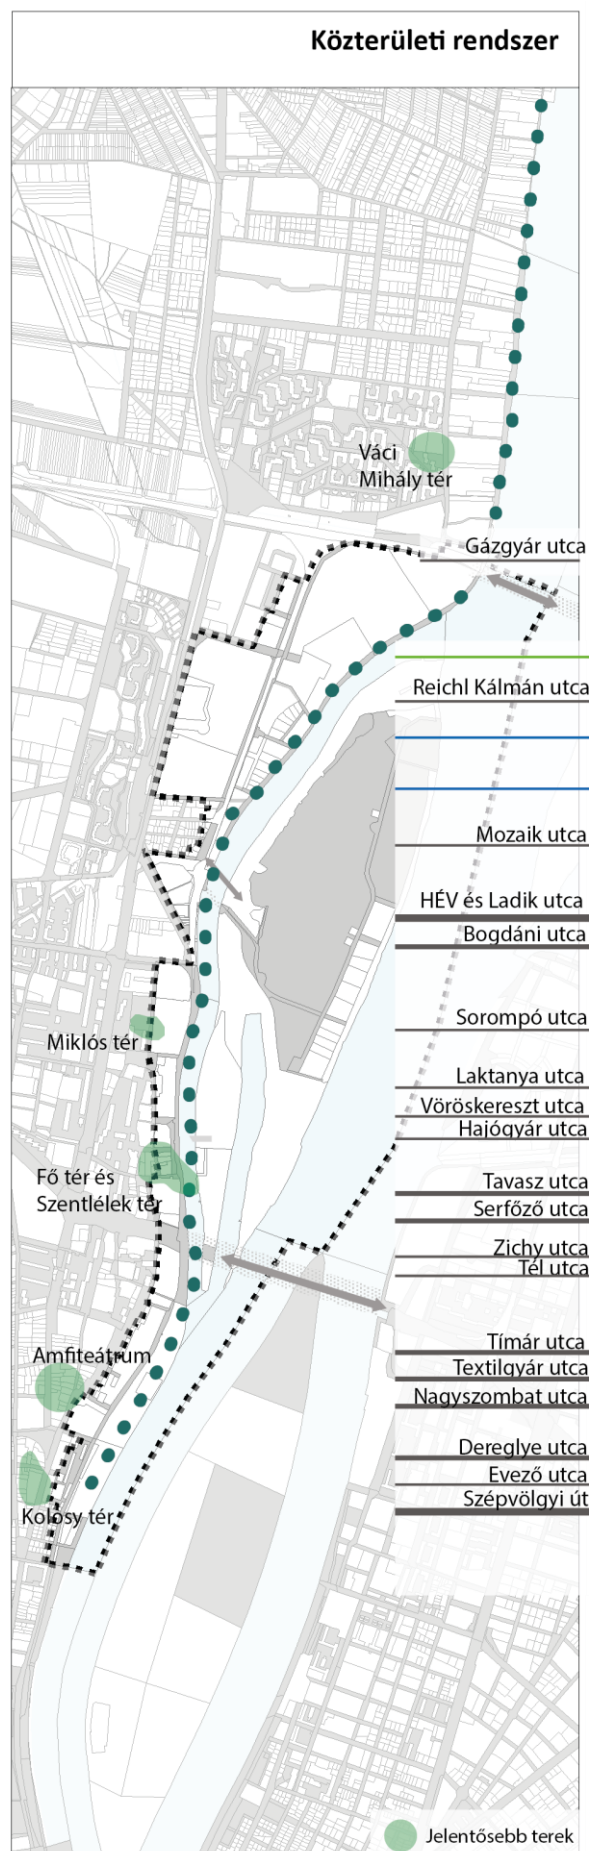 Közterületi rendszer
Váci
Mihály tér
Gázgyár utca
Reichl Kálmán utca
Mozaik utca
HÉV és Ladik utca
Bogdáni utca
Sorompó utca
Miklós tér
Laktanya utca
Vöröskereszt utca
Hajógyár utca
Fő tér és
Szentlélek tér
Tavasz utca
Serfőző utca
Zichy utca
Tél utca
Tímár utca
Amfiteátrum
Textilgyár utca
Nagyszombat utca
Dereglye utca
Evező utca
Szépvölgyi út
Kolosy tér
Jelentősebb terek